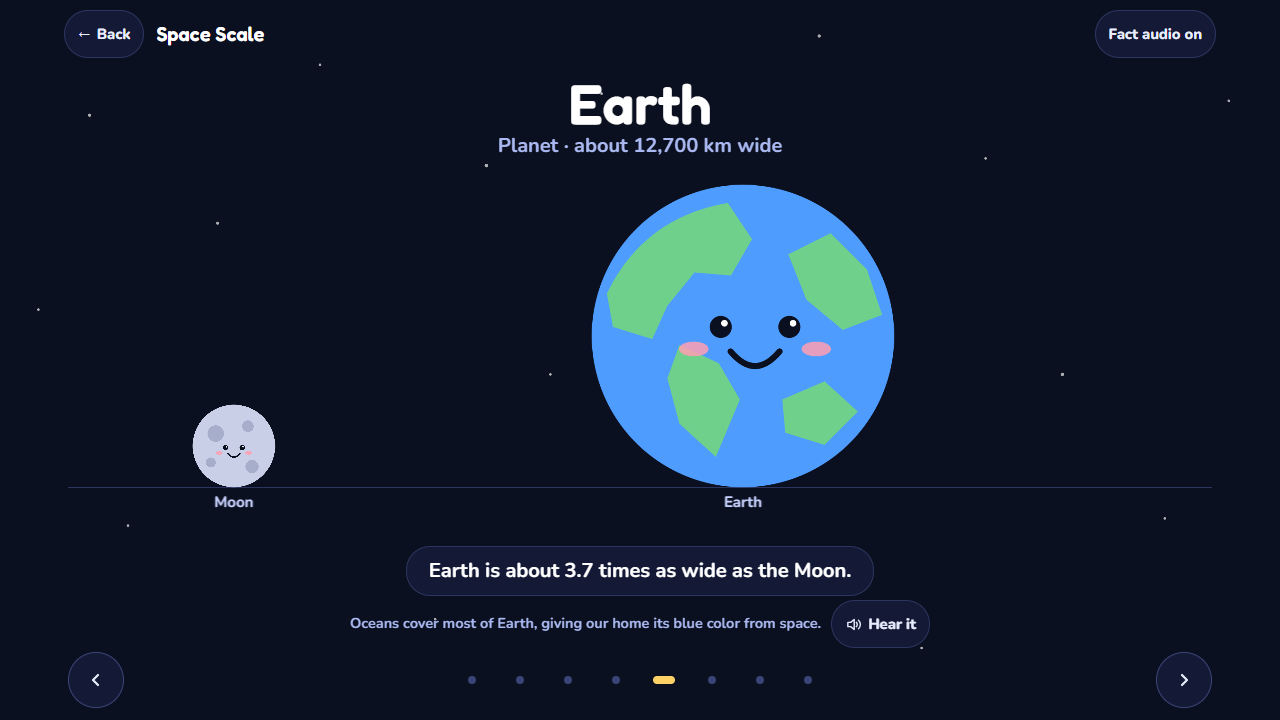 ← Back
Space Scale
Fact audio on
Earth
Planet · about 12,700 km wide
Moon
Earth
Earth is about 3.7 times as wide as the Moon.
Oceans cover most of Earth, giving our home its blue color from space.
Hear it